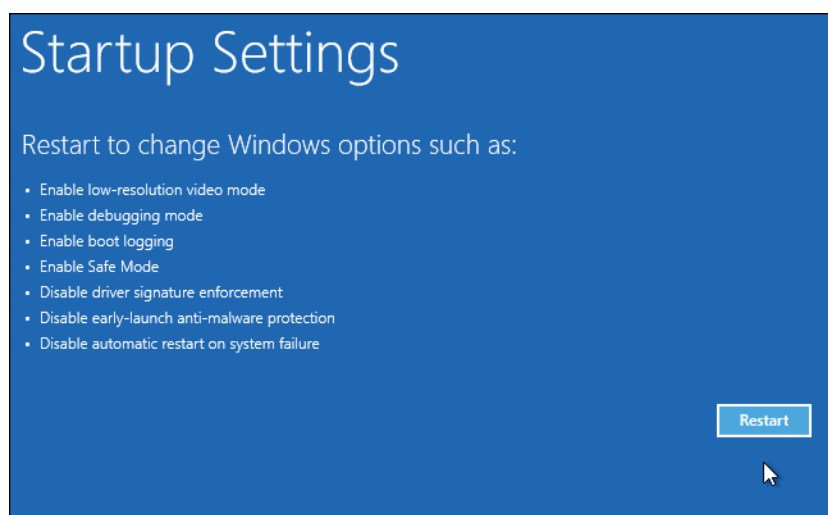 Startup Settings
Restart to change Windows options such as:
• Enable low-resolution video mode
• Enable debugging mode
• Enable boot logging
• Enable Safe Mode
• Disable driver signature enforcement
• Disable early-launch anti-malware protection
• Disable automatic restart on system failure
Restart